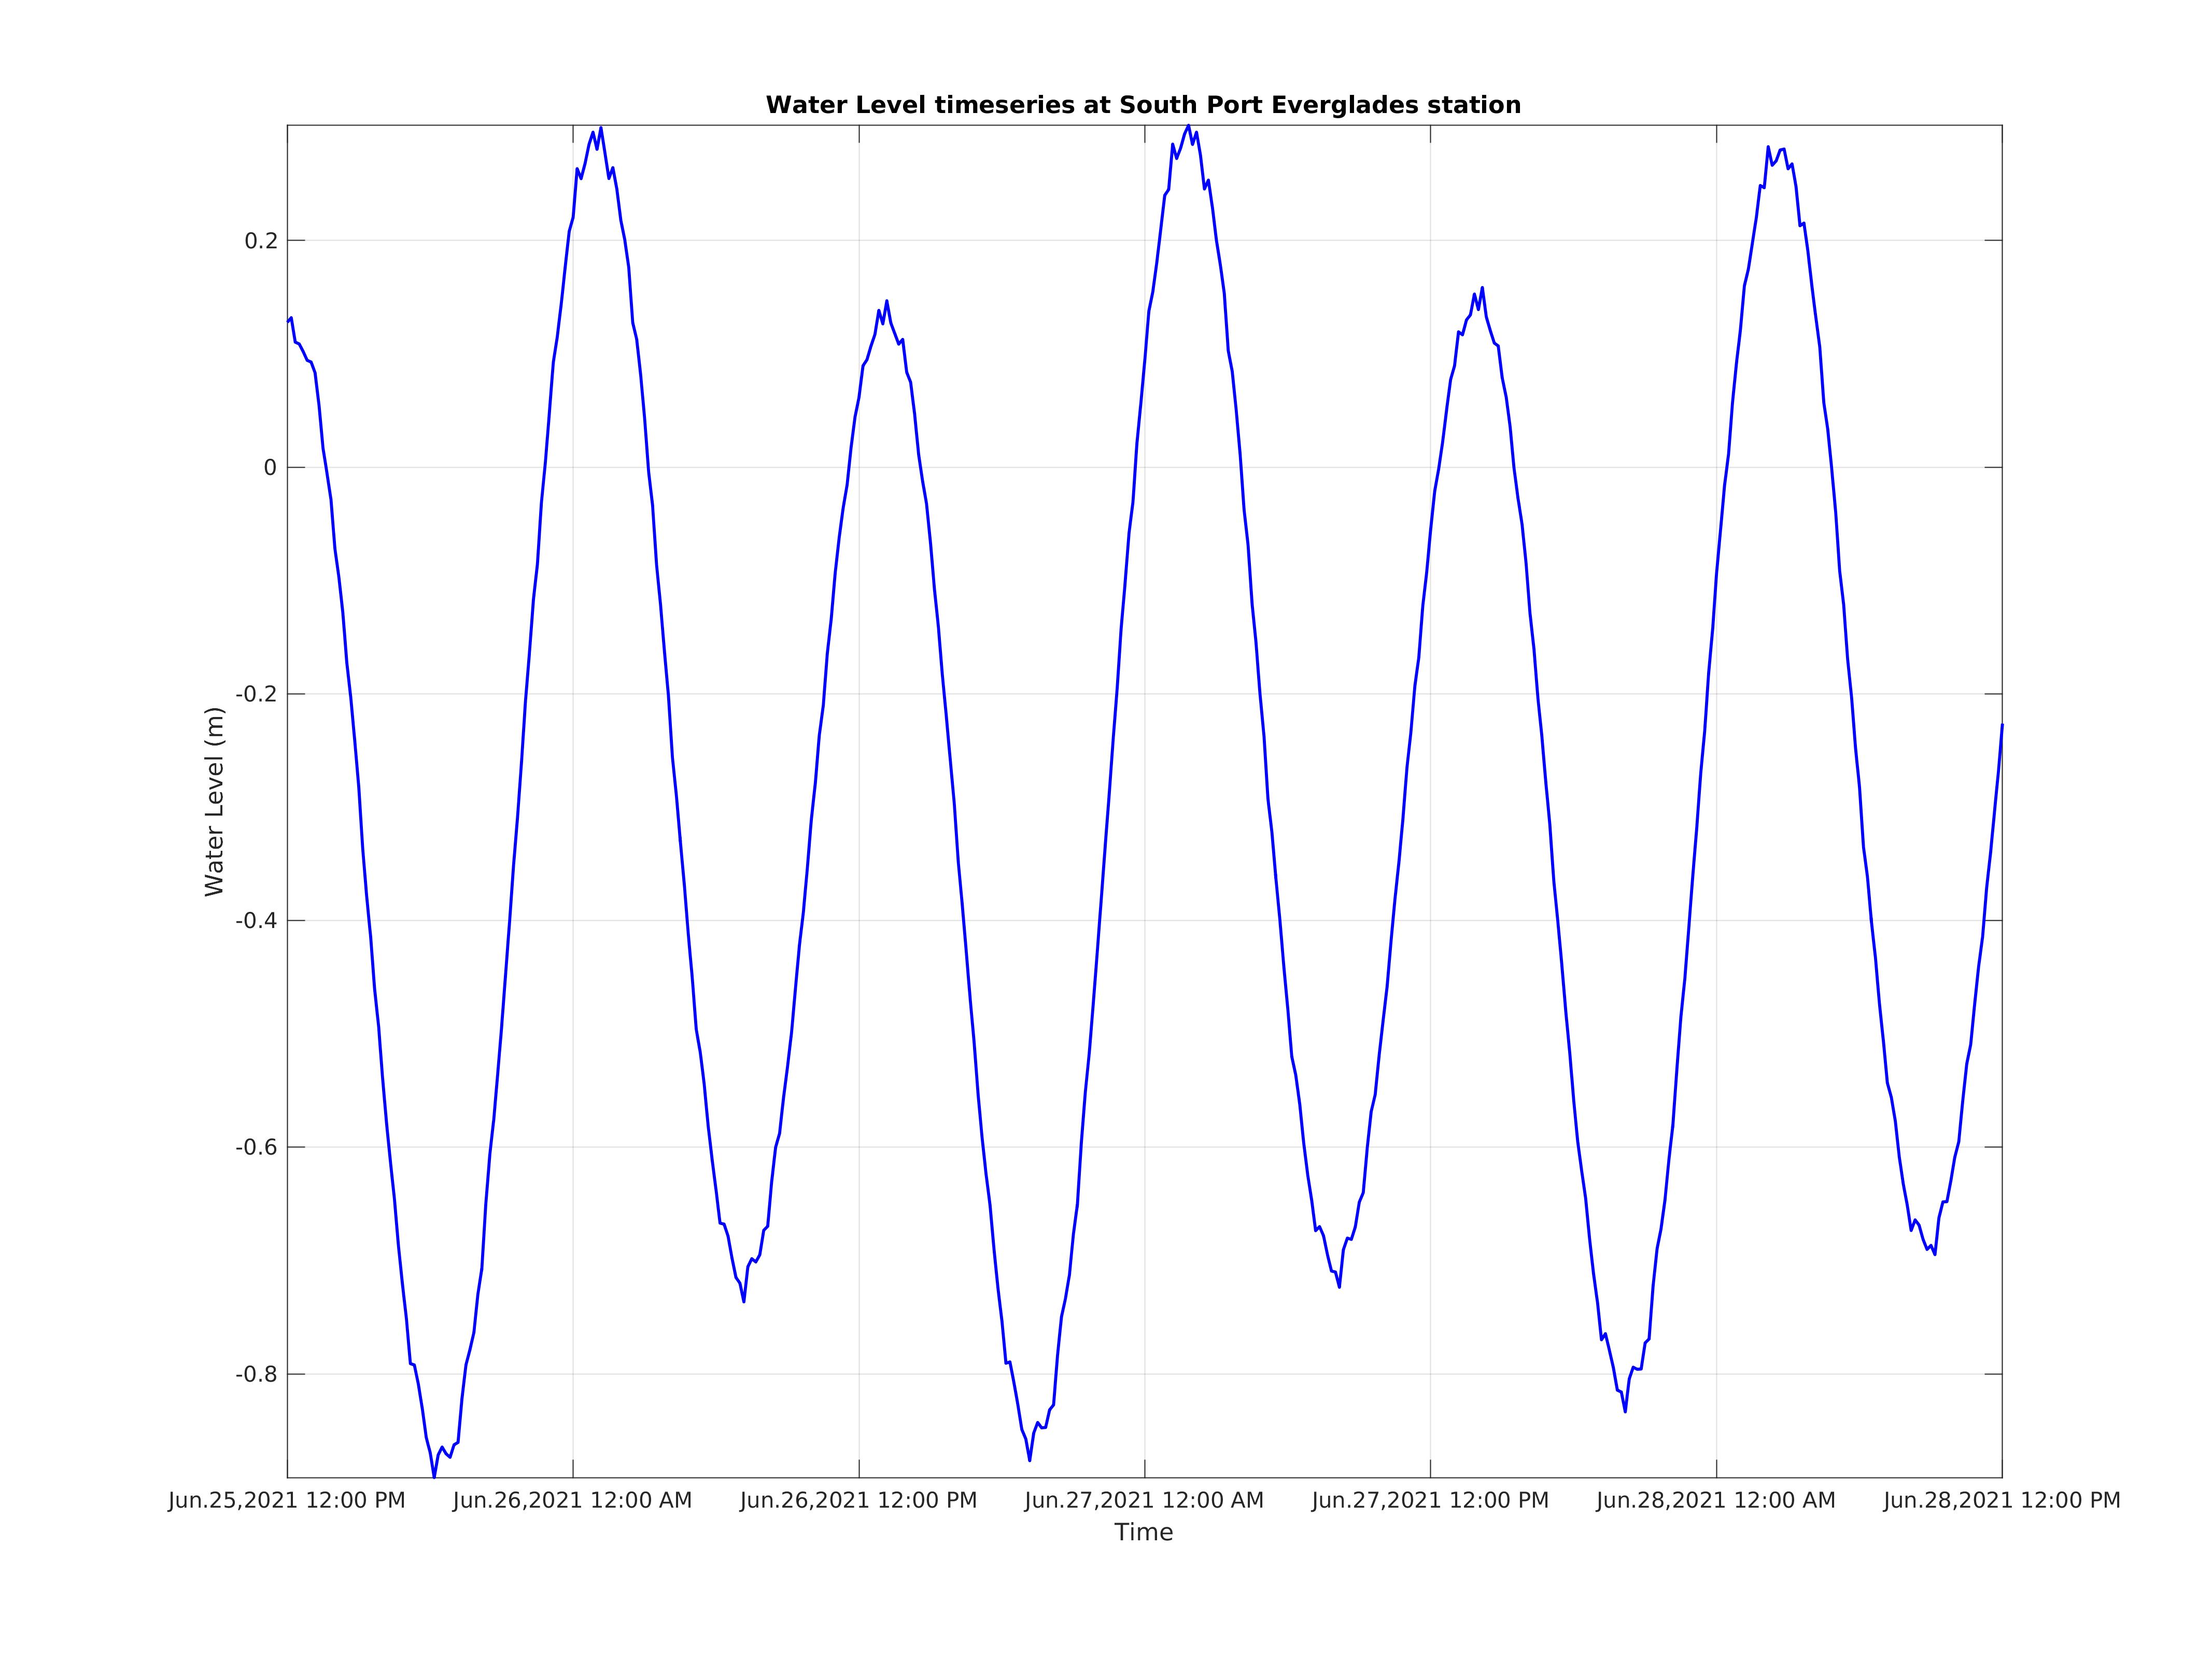 Water Level timeseries at South Port Everglades station
0.2
0
-0.2
-0.4
-0.6
-0.8
Water Level (m)
Jun.25,2021 12:00 PM Jun.26,2021 12:00 AM Jun.26,2021 12:00 PM Jun.27,2021 12:00 AM Jun.27,2021 12:00 PM Jun.28,2021 12:00 AM Jun.28,2021 12:00 PM
Time